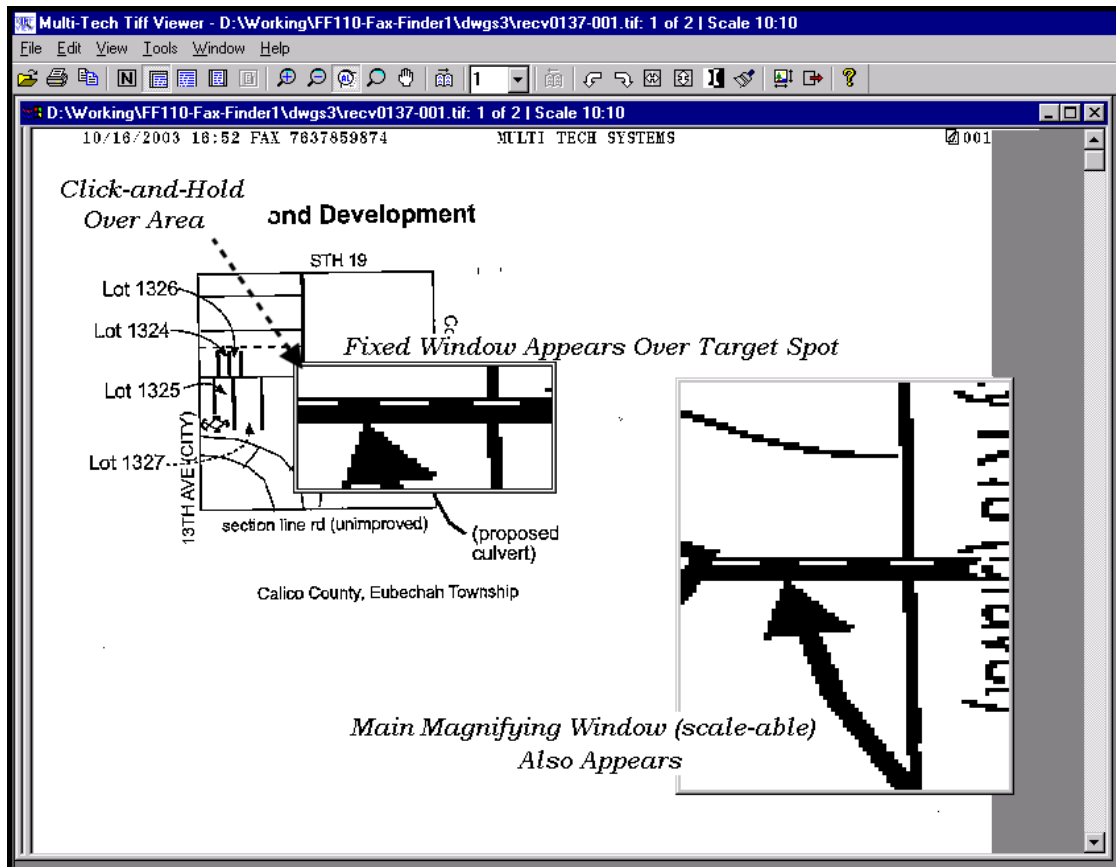 Multi-Tech Tiff Viewer - D:\Working\FF110-Fax-Finder1\dwgs3\recv0137-001.tif: 1 of 2 | Scale 10:10
File Edit View Tools Window Help
N 1
D:\Working\FF110-Fax-Finder1\dwgs3\recv0137-001.tif: 1 of 2 | Scale 10:10
10/16/2003 16:52 FAX 7637859874 MULTI TECH SYSTEMS 001
Click-and-Hold
Over Area
and Development
STH 19
Lot 1326
Lot 1324
Fixed Window Appears Over Target Spot
Lot 1325
Lot 1327
13TH AVE (CITY)
section line rd (unimproved)
(proposed
culvert)
Calico County, Eubechah Township
Main Magnifying Window (scale-able)
Also Appears